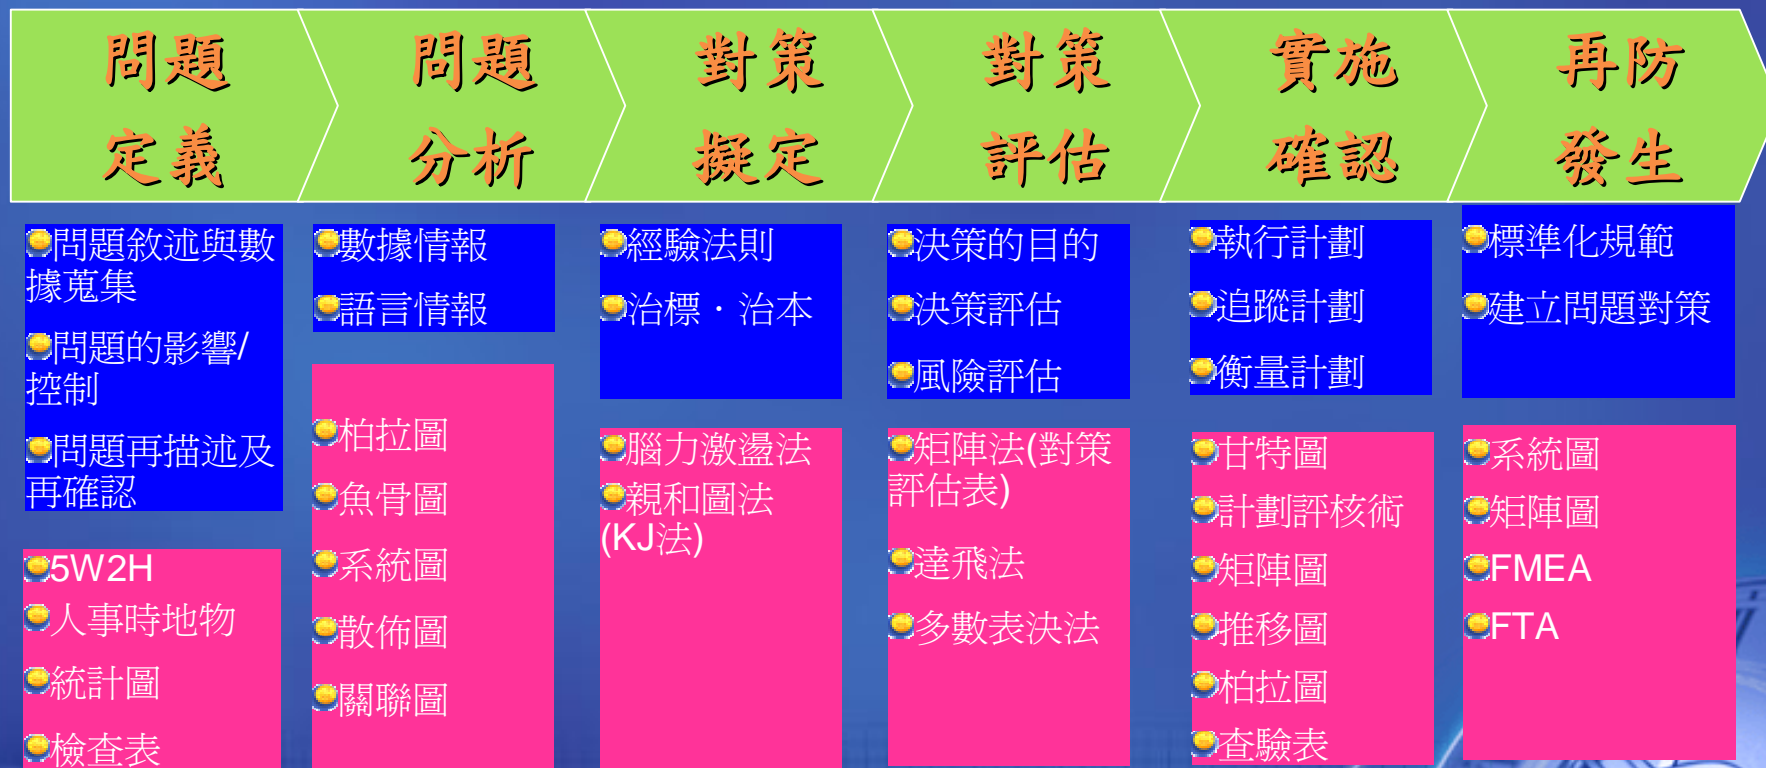 問題
定義
問題
分析
對策
擬定
對策
評估
實施
確認
再防
發生
問題敘述與數
據蒐集
問題的影響/
控制
問題再描述及
再確認
5W2H
人事時地物
統計圖
檢查表
數據情報
語言情報
柏拉圖
魚骨圖
系統圖
散佈圖
關聯圖
經驗法則
治標．治本
腦力激盪法
親和圖法
(KJ法)
決策的目的
決策評估
風險評估
矩陣法(對策
評估表)
達飛法
多數表決法
執行計劃
追蹤計劃
衡量計劃
甘特圖
計劃評核術
矩陣圖
推移圖
柏拉圖
查驗表
標準化規範
建立問題對策
系統圖
矩陣圖
FMEA
FTA